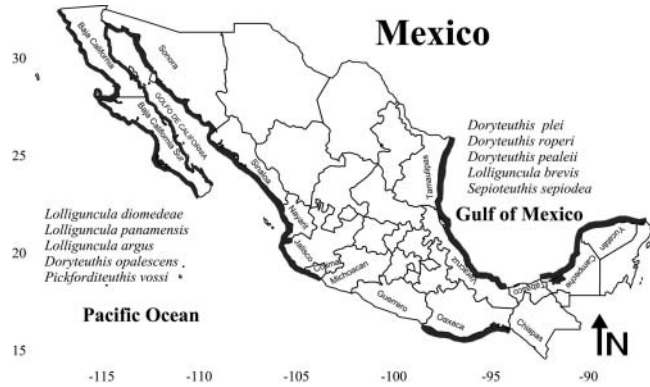 Mexico
30
25
20
15
Baja California
Sonora
GOLFO DE CALIFORNIA
Baja California Sur
Sinaloa
Nayarit
Jalisco
Colima
Michoacan
Guerrero
Oaxaca
Chiapas
Tabasco
Veracruz
Tamaulipas
Campeche
Yucatán
Doryteuthis plei
Doryteuthis roperi
Doryteuthis pealeii
Lolliguncula brevis
Sepioteuthis sepiodea
Gulf of Mexico
Lolliguncula diomedeae
Lolliguncula panamensis
Lolliguncula argus
Doryteuthis opalescens
Pickforditeuthis vossi
Pacific Ocean
N
-115
-110
-105
-100
-95
-90